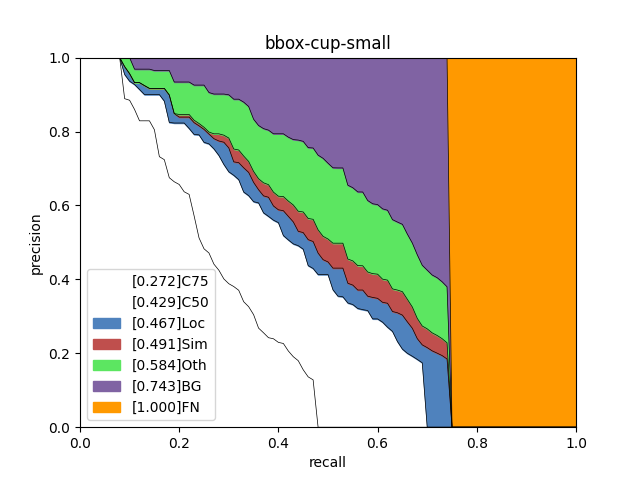 bbox-cup-small
1.0
0.8
0.6
0.4
0.2
0.0
precision
[0.272]C75
[0.429]C50
[0.467]Loc
[0.491]Sim
[0.584]Oth
[0.743]BG
[1.000]FN
0.0 0.2 0.4 0.6 0.8 1.0
recall